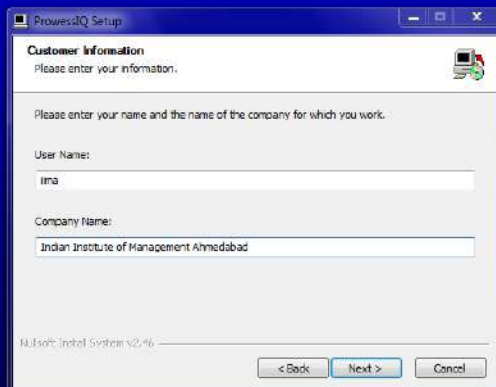 ProwessIQ Setup
Customer Information
Please enter your information.
Please enter your name and the name of the company for which you work.
User Name:
iima
Company Name:
Indian Institute of Management Ahmedabad
Nullsoft Install System v2.46
< Back
Next >
Cancel